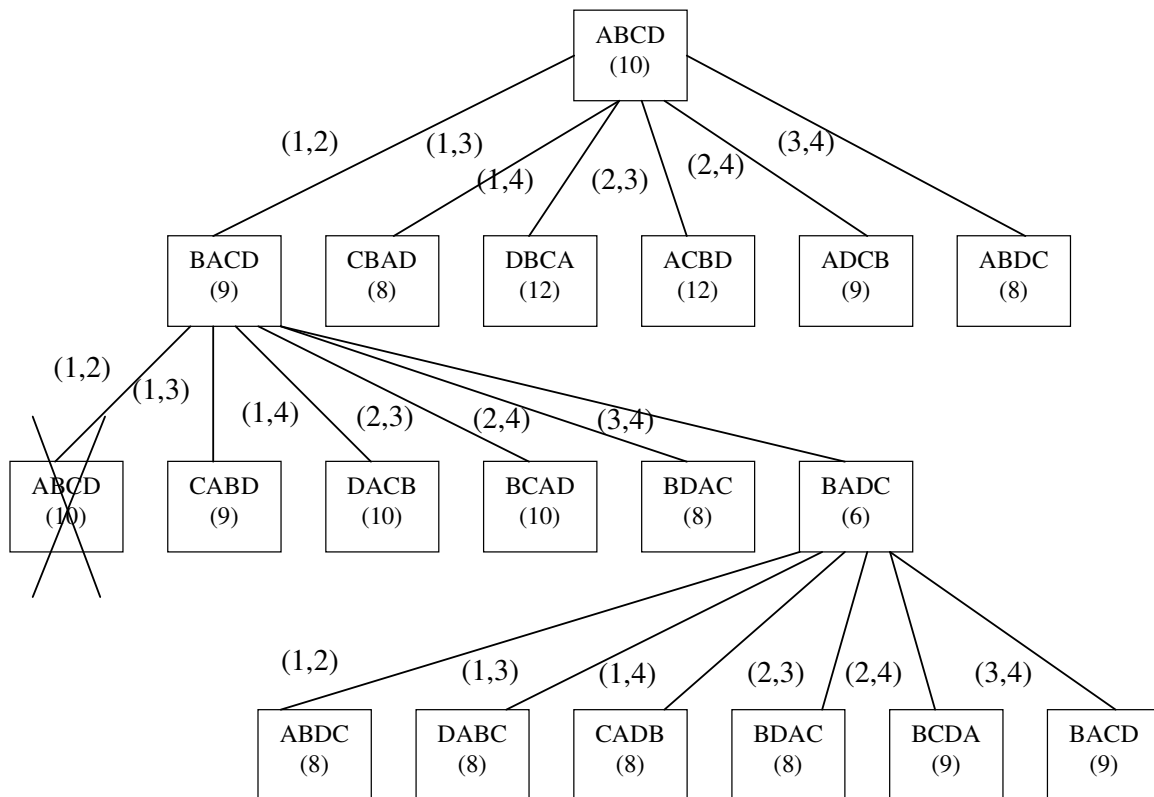 ABCD
(10)
(1,2)
(1,3)
(1,4)
(2,3)
(2,4)
(3,4)
BACD
(9)
CBAD
(8)
DBCA
(12)
ACBD
(12)
ADCB
(9)
ABDC
(8)
(1,2)
(1,3)
(1,4)
(2,3)
(2,4)
(3,4)
ABCD
(10)
CABD
(9)
DACB
(10)
BCAD
(10)
BDAC
(8)
BADC
(6)
(1,2)
(1,3)
(1,4)
(2,3)
(2,4)
(3,4)
ABDC
(8)
DABC
(8)
CADB
(8)
BDAC
(8)
BCDA
(9)
BACD
(9)